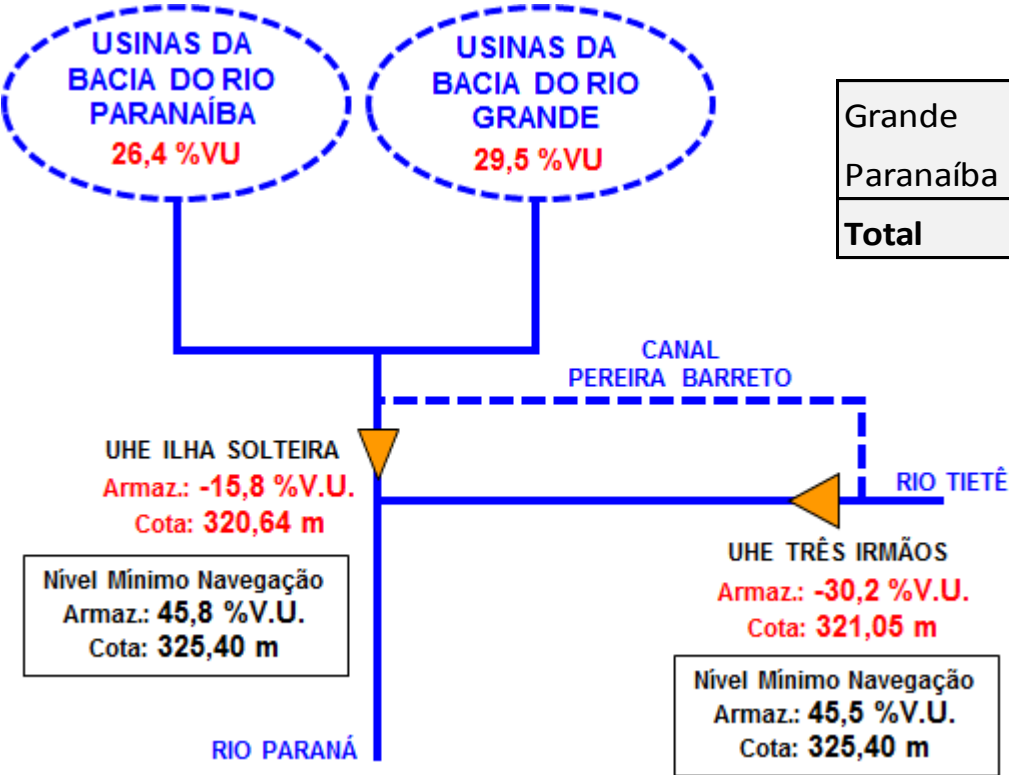 USINAS DA
BACIA DO RIO
PARANAÍBA
26,4 %VU
USINAS DA
BACIA DO RIO
GRANDE
29,5 %VU
Grande
Paranaíba
Total
CANAL
PEREIRA BARRETO
UHE ILHA SOLTEIRA
Armaz.: -15,8 %V.U.
Cota: 320,64 m
Nível Mínimo Navegação
Armaz.: 45,8 %V.U.
Cota: 325,40 m
RIO TIETÊ
UHE TRÊS IRMÃOS
Armaz.: -30,2 %V.U.
Cota: 321,05 m
Nível Mínimo Navegação
Armaz.: 45,5 %V.U.
Cota: 325,40 m
RIO PARANÁ